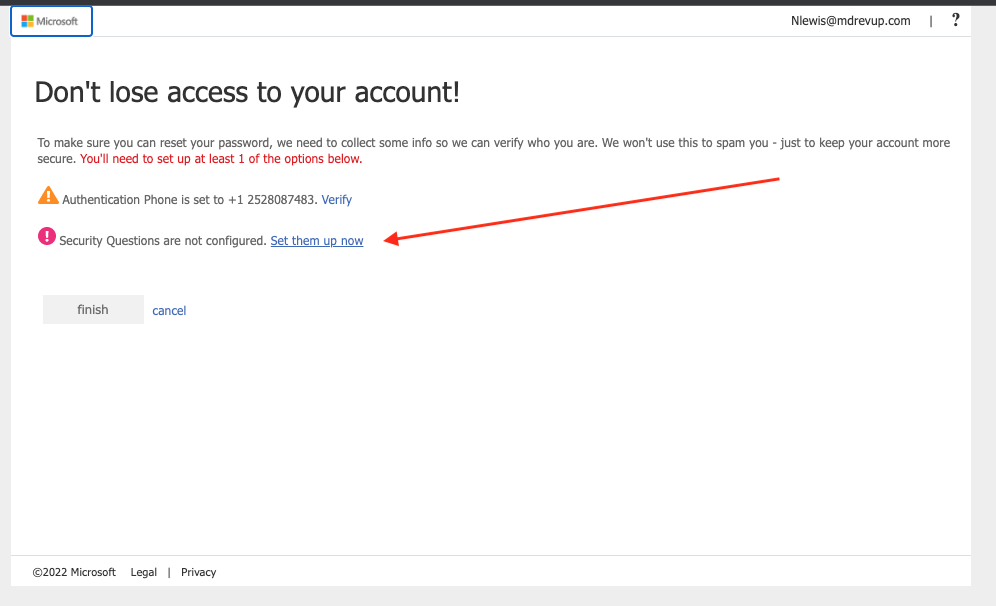 Microsoft
Nlewis@mdrevup.com | ?
Don't lose access to your account!
To make sure you can reset your password, we need to collect some info so we can verify who you are. We won't use this to spam you - just to keep your account more
secure. You'll need to set up at least 1 of the options below.
! Authentication Phone is set to +1 2528087483. Verify
! Security Questions are not configured. Set them up now
finish cancel
©2022 Microsoft Legal | Privacy